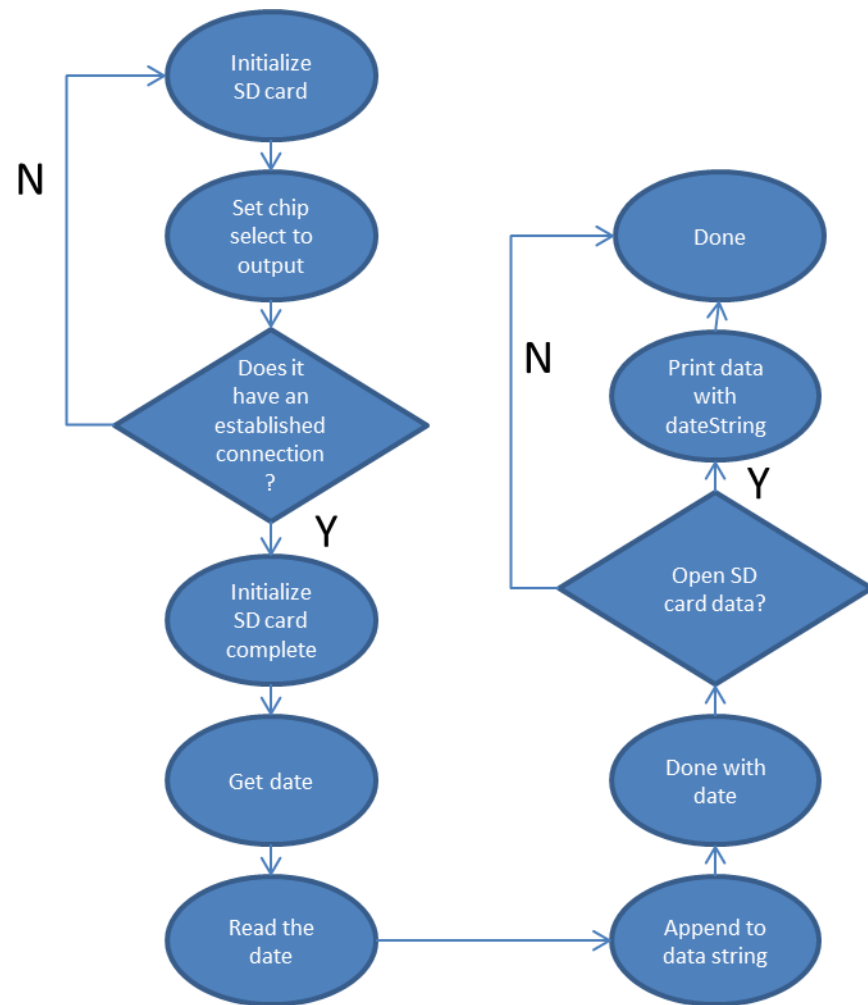 Initialize
SD card
N
Set chip
select to
output
Does it
have an
established
connection
?
Y
Initialize
SD card
complete
Get date
Read the
date
Append to
data string
Done with
date
Open SD
card data?
Y
N
Print data
with
dateString
Done